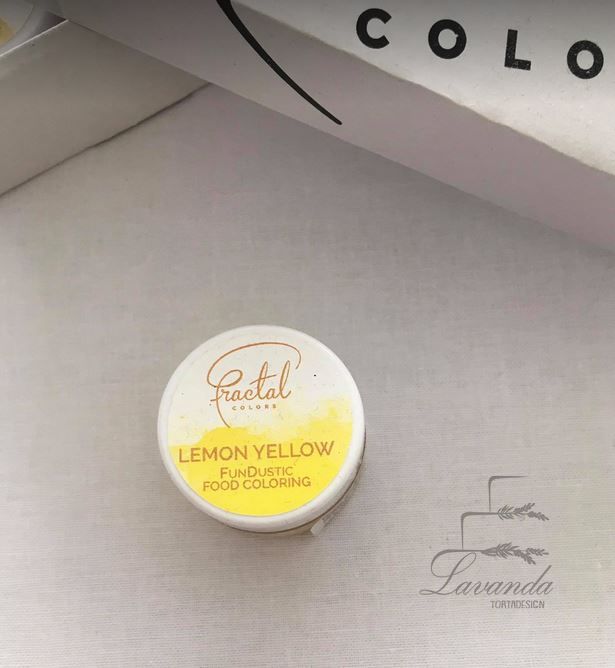 COLO
fractal
COLORS
LEMON YELLOW
FUNDUSTIC
FOOD COLORING
Lavanda
TORTADESIGN